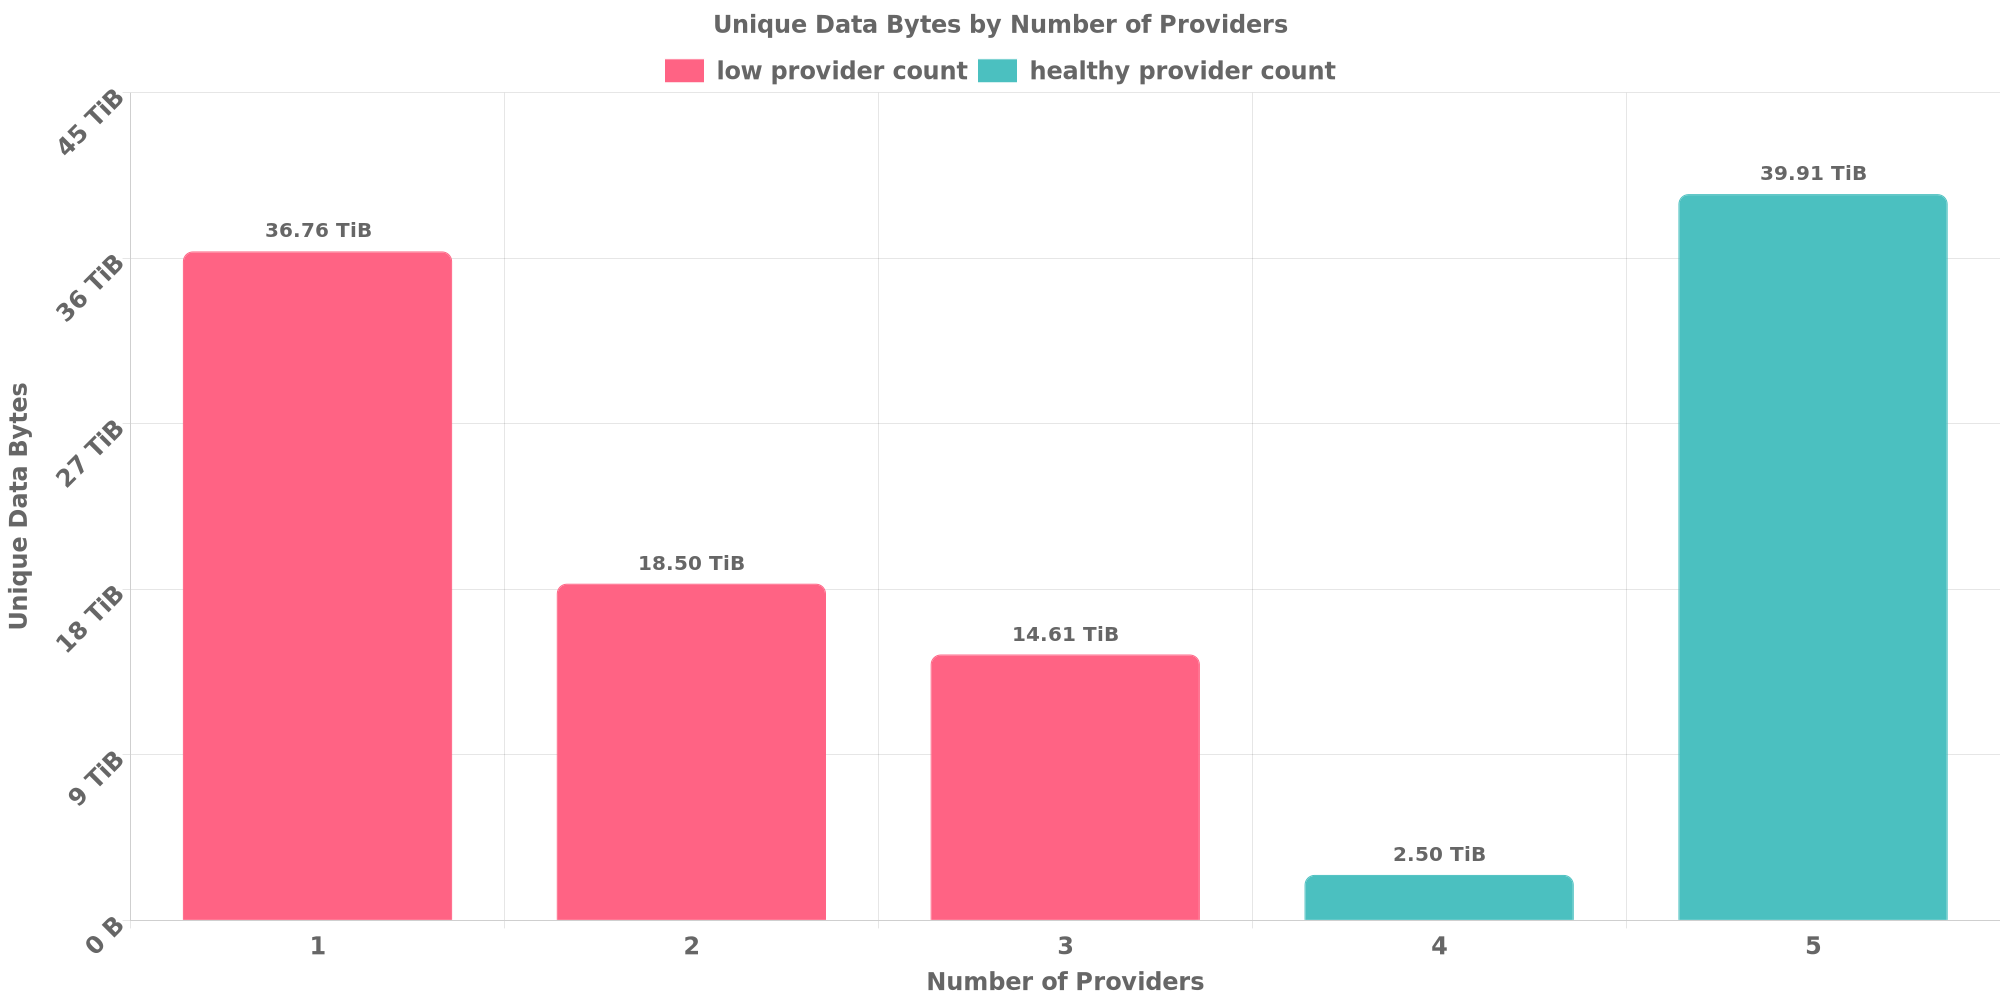 Unique Data Bytes by Number of Providers
low provider count
healthy provider count
45 TiB
36 TiB
27 TiB
18 TiB
9 TiB
0 B
Unique Data Bytes
36.76 TiB
18.50 TiB
14.61 TiB
2.50 TiB
39.91 TiB
1
2
3
4
5
Number of Providers